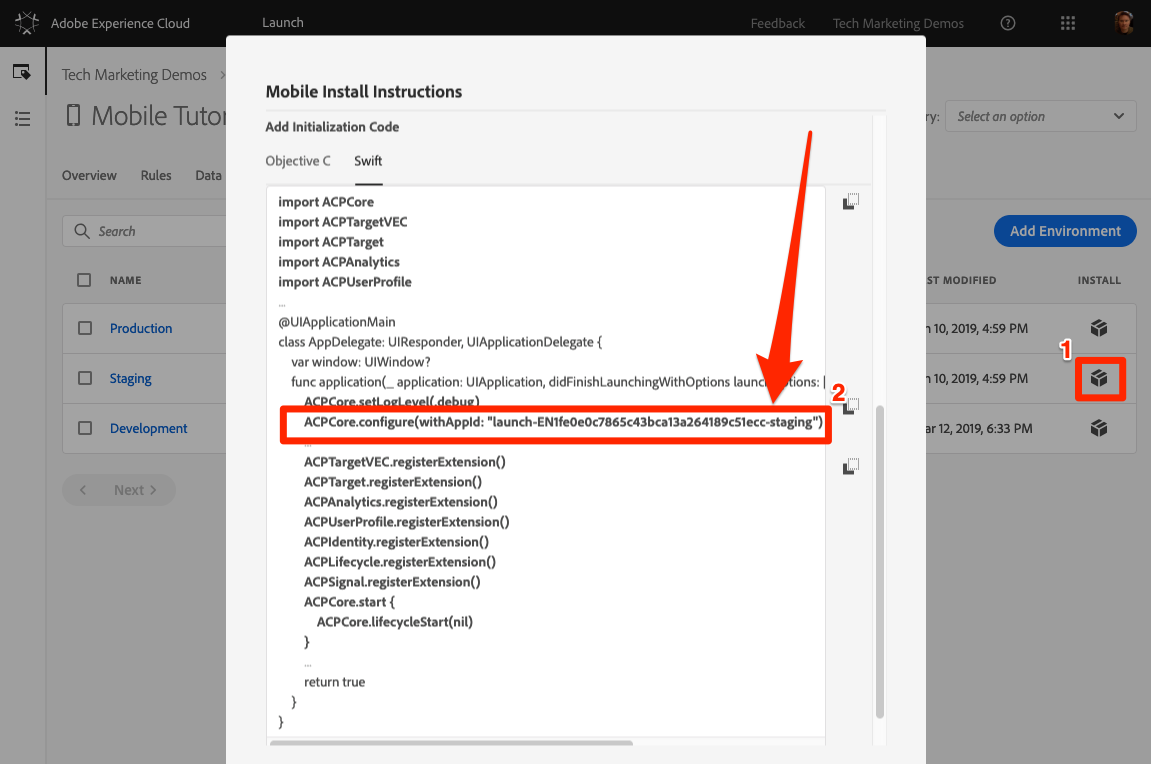 Adobe Experience Cloud
Launch
Feedback
Tech Marketing Demos
Tech Marketing Demos
Mobile Tutor
Select an option
Overview
Rules
Data
Search
Add Environment
NAME
MODIFIED
INSTALL
Production
10, 2019, 4:59 PM
Staging
10, 2019, 4:59 PM
Development
12, 2019, 6:33 PM
Next
Mobile Install Instructions
Add Initialization Code
Objective C
Swift
import ACPCore
import ACPTargetVEC
import ACPTarget
import ACPAnalytics
import ACPUserProfile
...
@UIApplicationMain
class AppDelegate: UIResponder, UIApplicationDelegate {
var window: UIWindow?
func application(_ application: UIApplication, didFinishLaunchingWithOptions launchOptions: [
ACPCore.setLogLevel(.debug)
ACPCore.configure(withAppId: "launch-EN1fe0e0c7865c43bca13a264189c51ecc-staging")
...
ACPTargetVEC.registerExtension()
ACPTarget.registerExtension()
ACPAnalytics.registerExtension()
ACPUserProfile.registerExtension()
ACPIdentity.registerExtension()
ACPLifecycle.registerExtension()
ACPSignal.registerExtension()
ACPCore.start {
ACPCore.lifecycleStart(nil)
}
...
return true
}
}
1
2